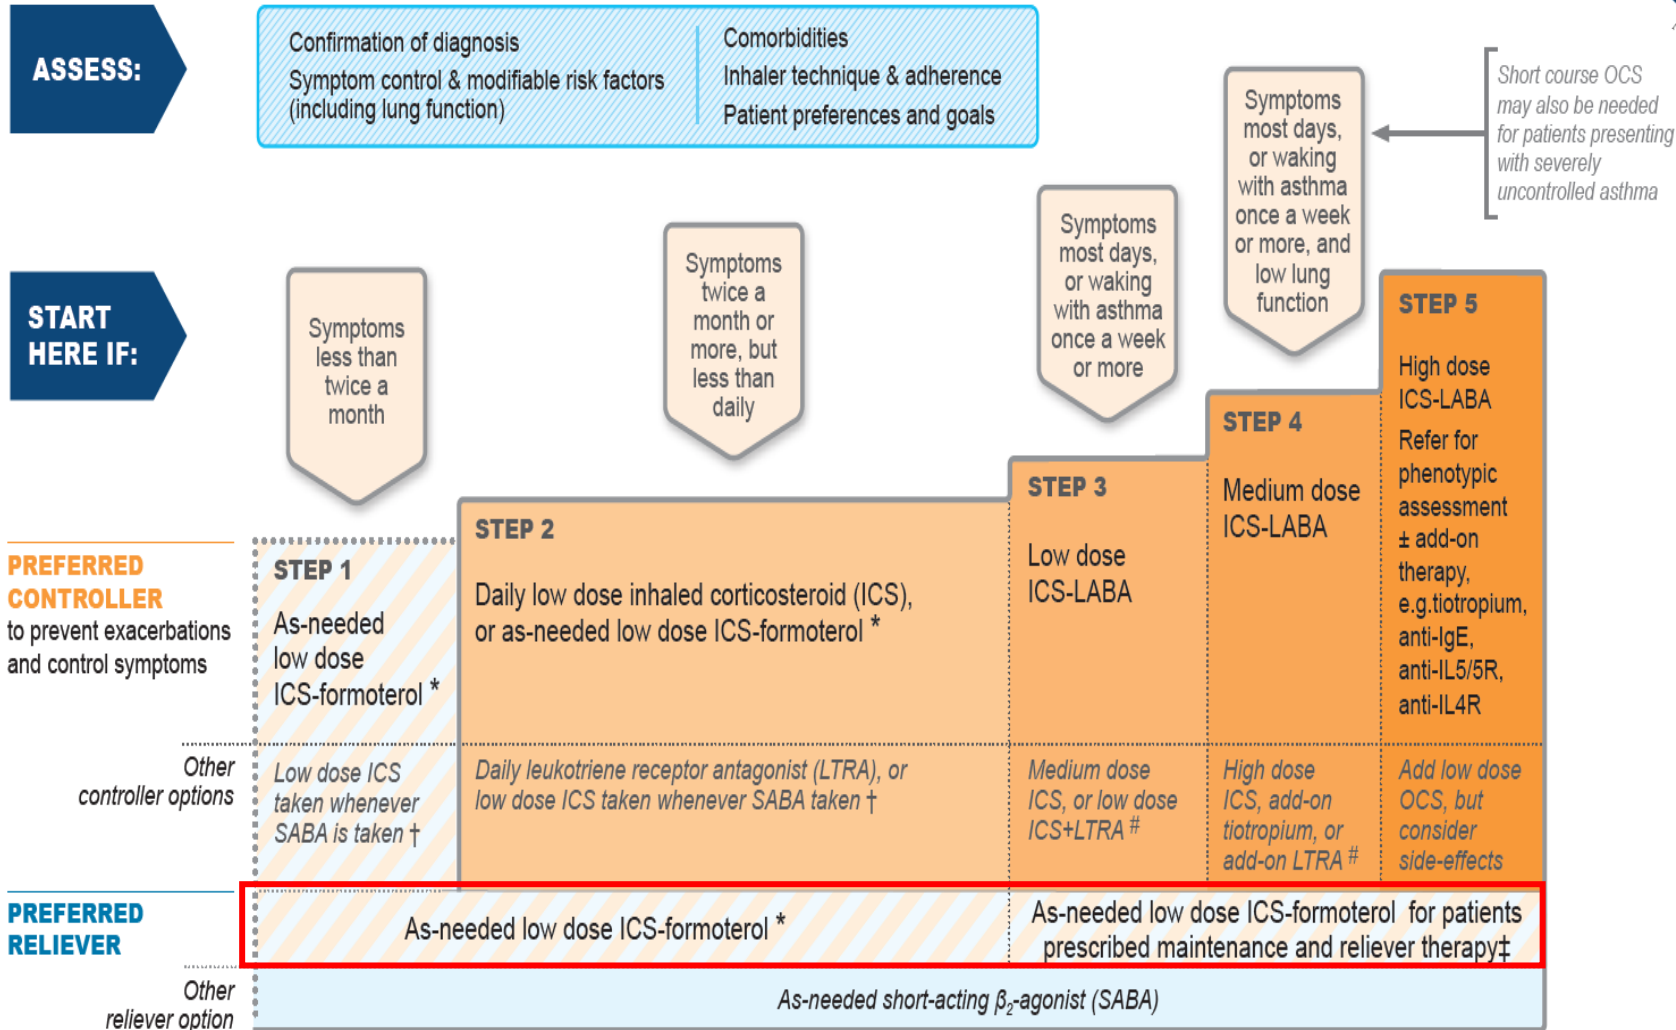 ASSESS:
Confirmation of diagnosis
Symptom control & modifiable risk factors
(including lung function)
Comorbidities
Inhaler technique & adherence
Patient preferences and goals
Short course OCS
may also be needed
for patients presenting
with severely
uncontrolled asthma
START
HERE IF:
Symptoms
less than
twice a
month
Symptoms
twice a
month or
more, but
less than
daily
Symptoms
most days,
or waking
with asthma
once a week
or more
Symptoms
most days,
or waking
with asthma
once a week
or more, and
low lung
function
PREFERRED
CONTROLLER
to prevent exacerbations
and control symptoms
STEP 1
As-needed
low dose
ICS-formoterol *
STEP 2
Daily low dose inhaled corticosteroid (ICS),
or as-needed low dose ICS-formoterol *
STEP 3
Low dose
ICS-LABA
STEP 4
Medium dose
ICS-LABA
STEP 5
High dose
ICS-LABA
Refer for
phenotypic
assessment
± add-on
therapy,
e.g.tiotropium,
anti-IgE,
anti-IL5/5R,
anti-IL4R
Other
controller options
Low dose ICS
taken whenever
SABA is taken †
Daily leukotriene receptor antagonist (LTRA), or
low dose ICS taken whenever SABA taken †
Medium dose
ICS, or low dose
ICS+LTRA #
High dose
ICS, add-on
tiotropium, or
add-on LTRA #
Add low dose
OCS, but
consider
side-effects
PREFERRED
RELIEVER
As-needed low dose ICS-formoterol *
As-needed low dose ICS-formoterol for patients
prescribed maintenance and reliever therapy‡
Other
reliever option
As-needed short-acting β₂-agonist (SABA)